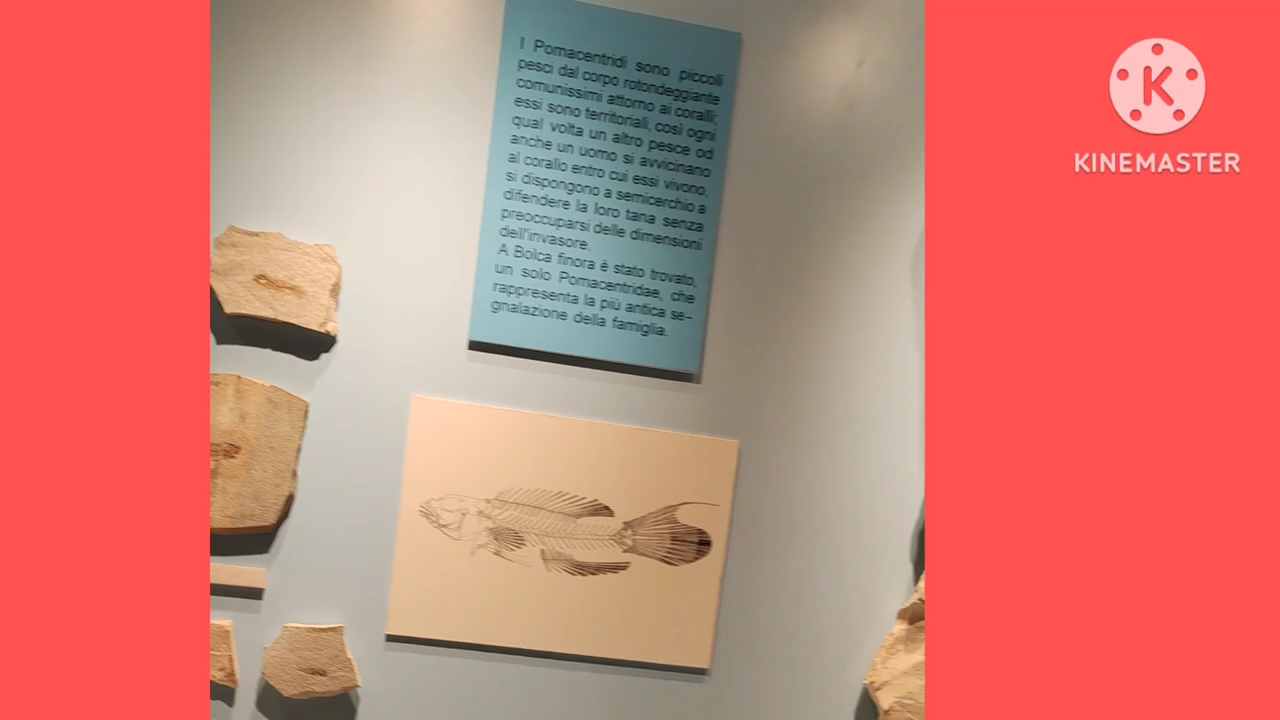 I Pomacentridi sono piccoli
pesci dal corpo rotondeggiante
comunissimi attorno ai coralli;
essi sono territoriali, così ogni
qual volta un altro pesce od
anche un uomo si avvicinano
al corallo entro cui essi vivono,
si dispongono a semicerchio a
difendere la loro tana senza
preoccuparsi delle dimensioni
dell'invasore.
A Bolca finora è stato trovato,
un solo Pomacentridae, che
rappresenta la più antica se-
gnalazione della famiglia.
K
KINEMASTER